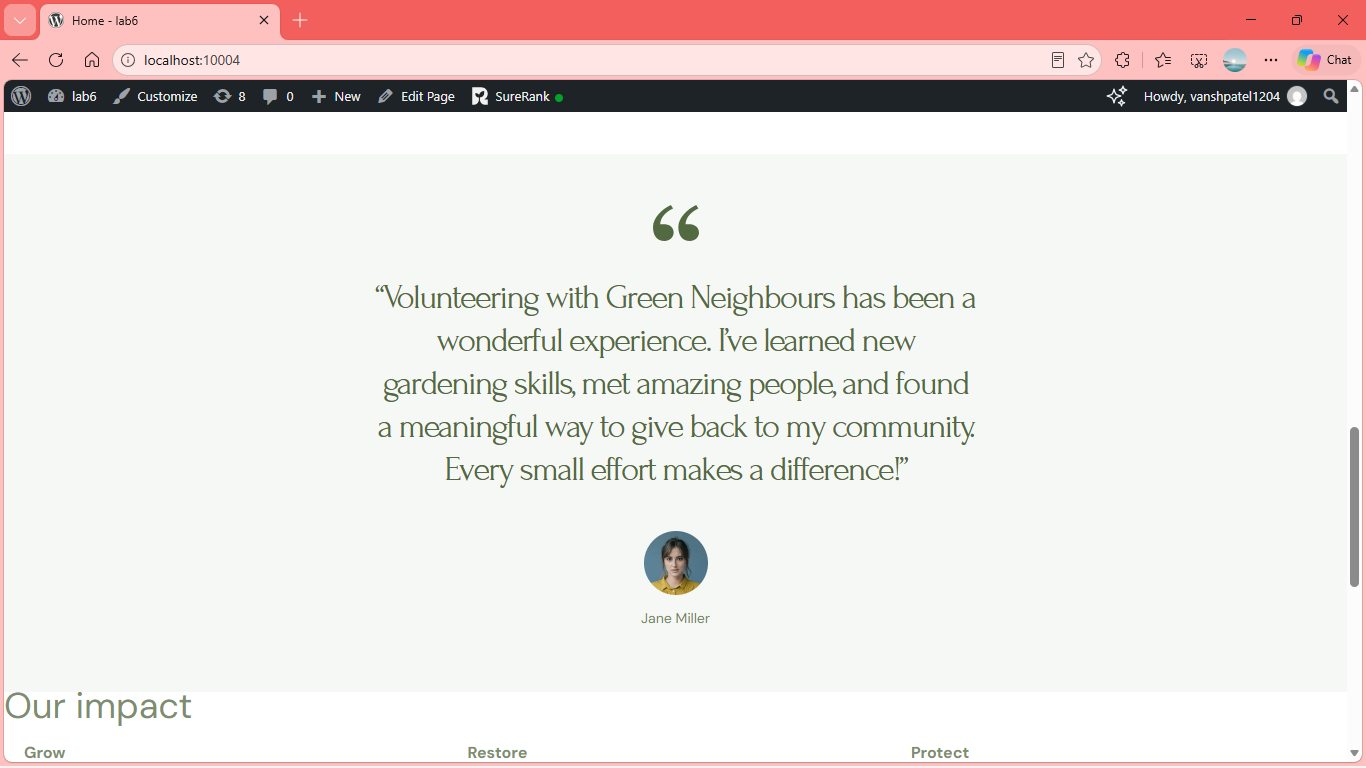 Home - lab6
localhost:10004
Chat
lab6 Customize 8 0 New Edit Page SureRank Howdy, vanshpatel1204
“
“Volunteering with Green Neighbours has been a
wonderful experience. I’ve learned new
gardening skills, met amazing people, and found
a meaningful way to give back to my community.
Every small effort makes a difference!”
Jane Miller
Our impact
Grow Restore Protect